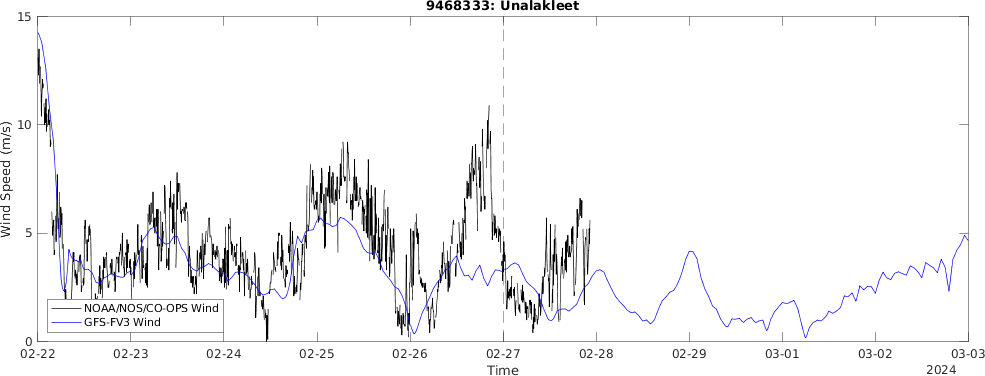 9468333: Unalakleet
15
10
5
0
Wind Speed (m/s)
NOAA/NOS/CO-OPS Wind
GFS-FV3 Wind
02-22 02-23 02-24 02-25 02-26 02-27 02-28 02-29 03-01 03-02 03-03
Time
2024